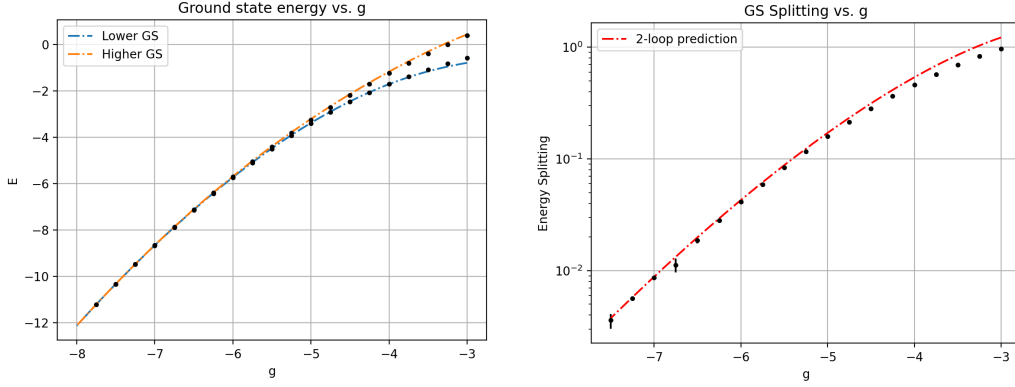 Ground state energy vs. g
Lower GS
Higher GS
0
−2
−4
−6
−8
−10
−12
E
−8
−7
−6
−5
−4
−3
g
GS Splitting vs. g
2-loop prediction
10⁰
10⁻¹
10⁻²
Energy Splitting
−7
−6
−5
−4
−3
g